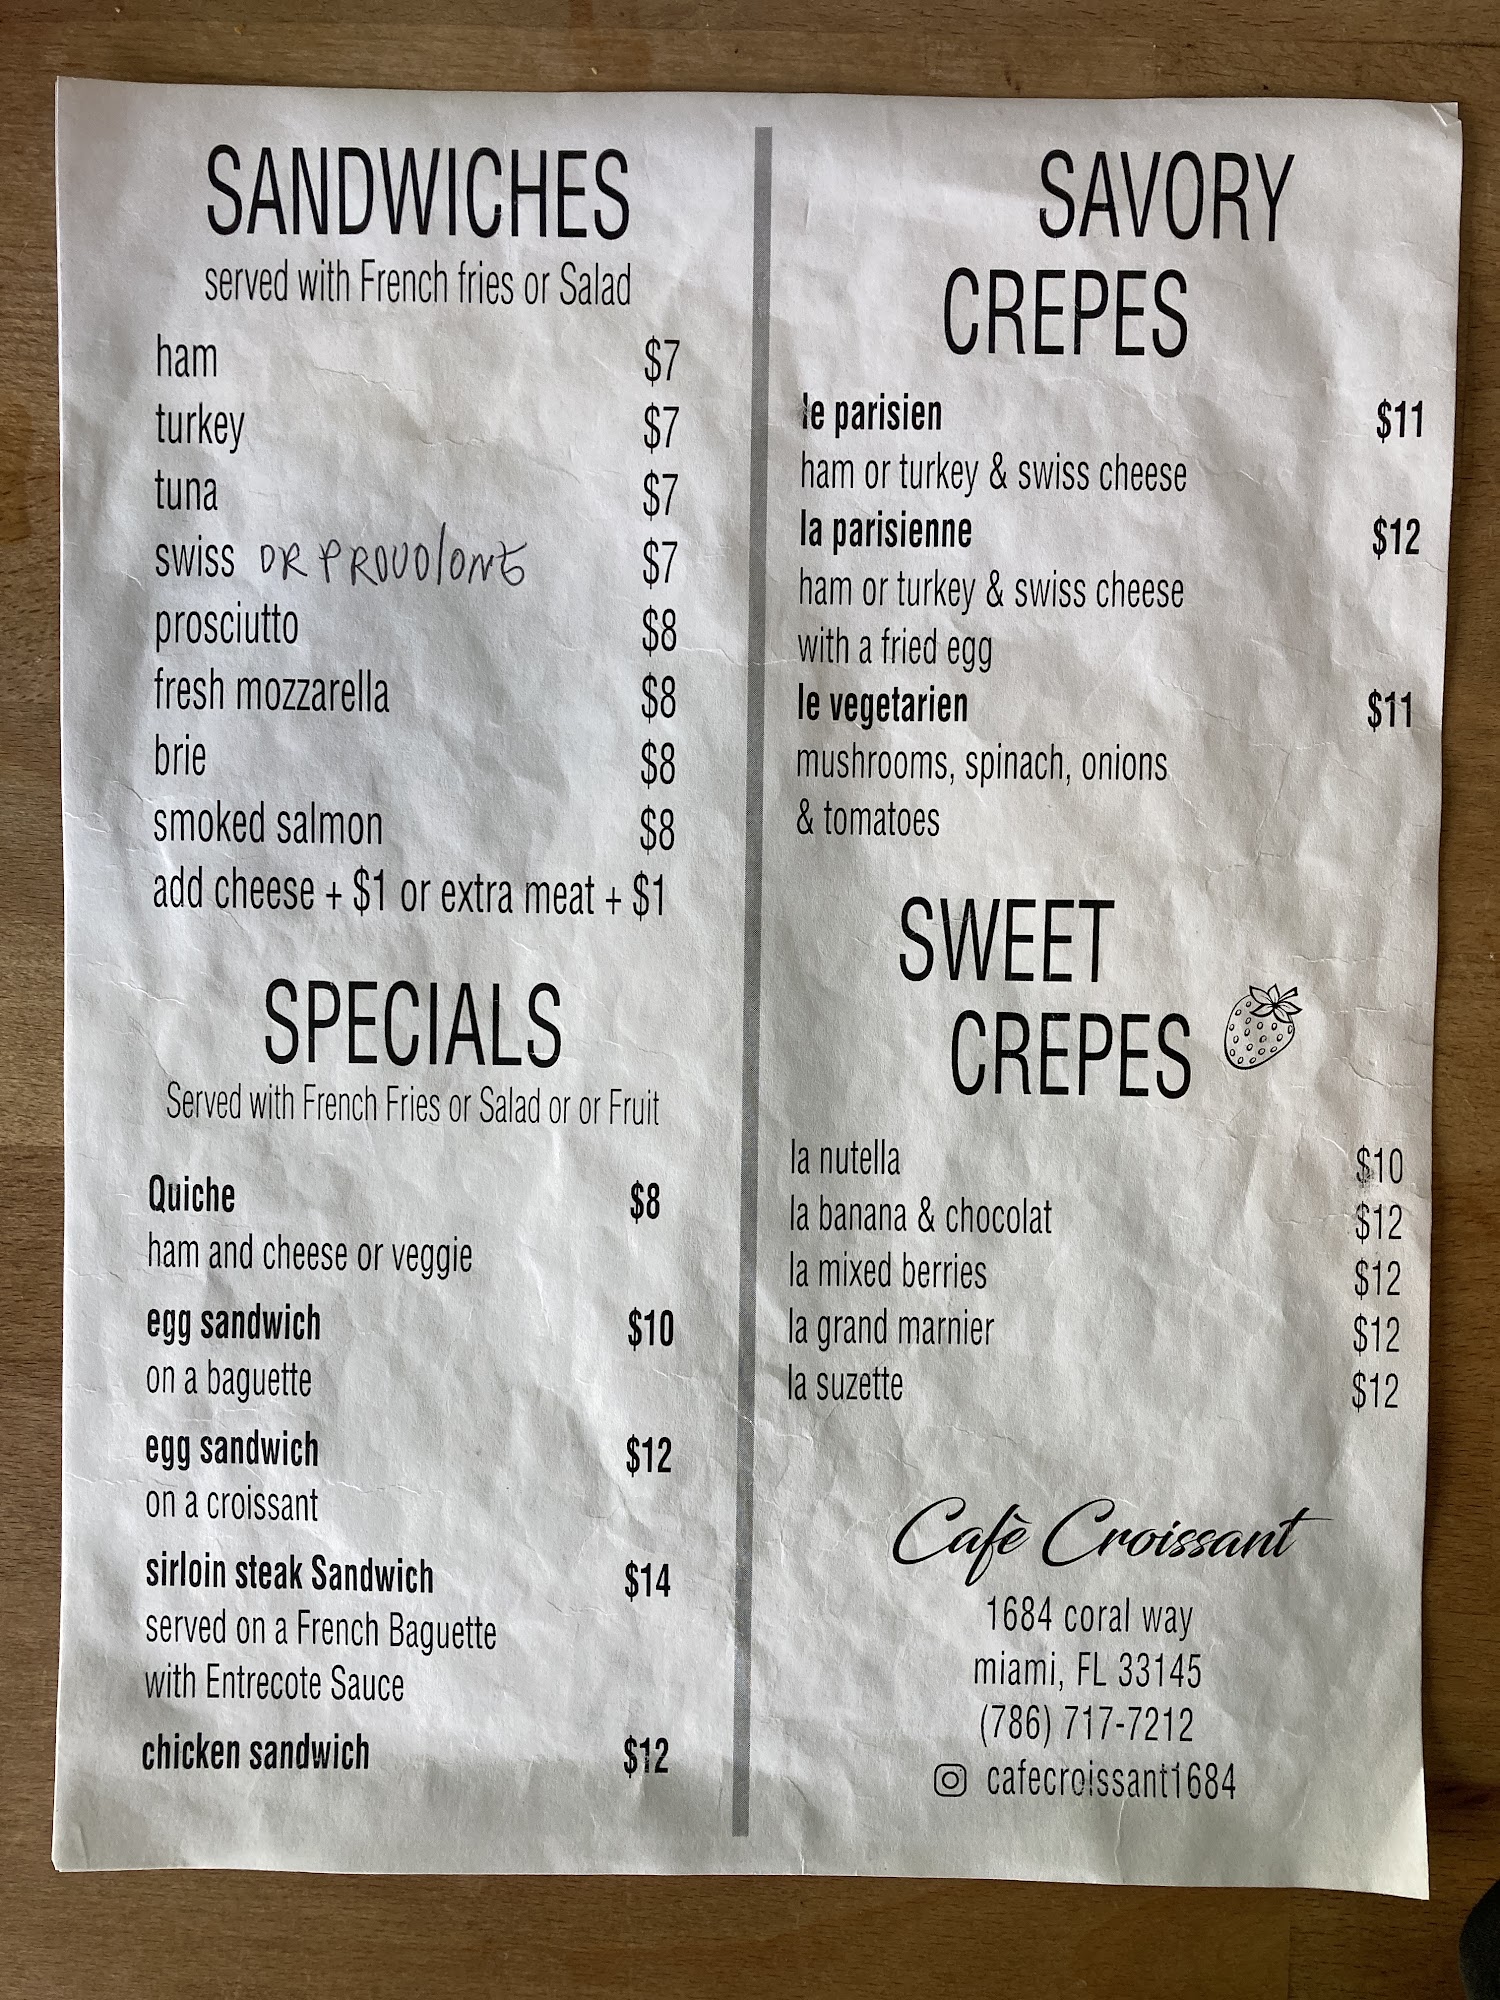 SANDWICHES
served with French fries or Salad
ham $7
turkey $7
tuna $7
swiss OR PROVOlONE $7
prosciutto $8
fresh mozzarella $8
brie $8
smoked salmon $8
add cheese + $1 or extra meat + $1
SPECIALS
Served with French Fries or Salad or or Fruit
Quiche $8
ham and cheese or veggie
egg sandwich $10
on a baguette
egg sandwich $12
on a croissant
sirloin steak Sandwich $14
served on a French Baguette
with Entrecote Sauce
chicken sandwich $12
SAVORY
CREPES
le parisien $11
ham or turkey & swiss cheese
la parisienne $12
ham or turkey & swiss cheese
with a fried egg
le vegetarien $11
mushrooms, spinach, onions
& tomatoes
SWEET
CREPES
la nutella $10
la banana & chocolat $12
la mixed berries $12
la grand marnier $12
la suzette $12
Cafè Croissant
1684 coral way
miami, FL 33145
(786) 717-7212
cafecroissant1684